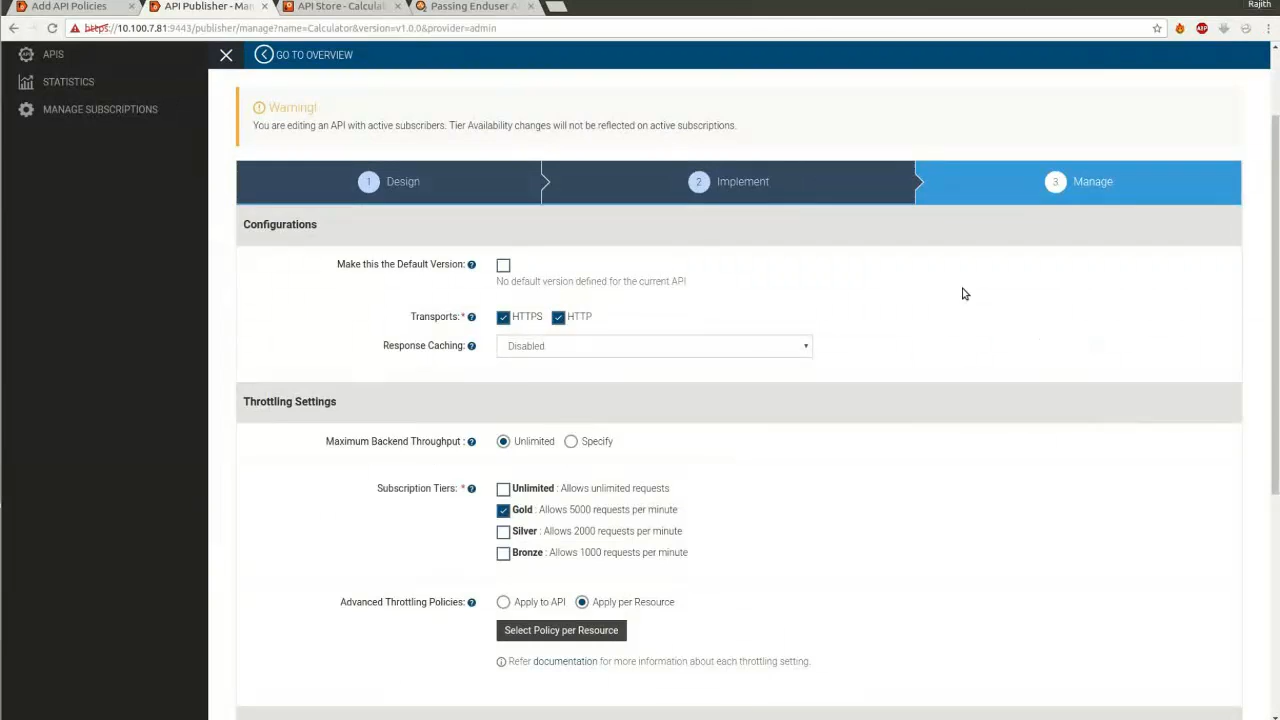 Rajith
Add API Policies × API Publisher - Man × API Store - Calculat × Passing Enduser A ×
https://10.100.7.81:9443/publisher/manage?name=Calculator&version=v1.0.0&provider=admin
APIS
GO TO OVERVIEW
STATISTICS
MANAGE SUBSCRIPTIONS
Warning!
You are editing an API with active subscribers. Tier Availability changes will not be reflected on active subscriptions.
1 Design 2 Implement 3 Manage
Configurations
Make this the Default Version:
No default version defined for the current API
Transports:* HTTPS HTTP
Response Caching: Disabled
Throttling Settings
Maximum Backend Throughput : Unlimited Specify
Subscription Tiers: * Unlimited : Allows unlimited requests
Gold : Allows 5000 requests per minute
Silver : Allows 2000 requests per minute
Bronze : Allows 1000 requests per minute
Advanced Throttling Policies: Apply to API Apply per Resource
Select Policy per Resource
Refer documentation for more information about each throttling setting.